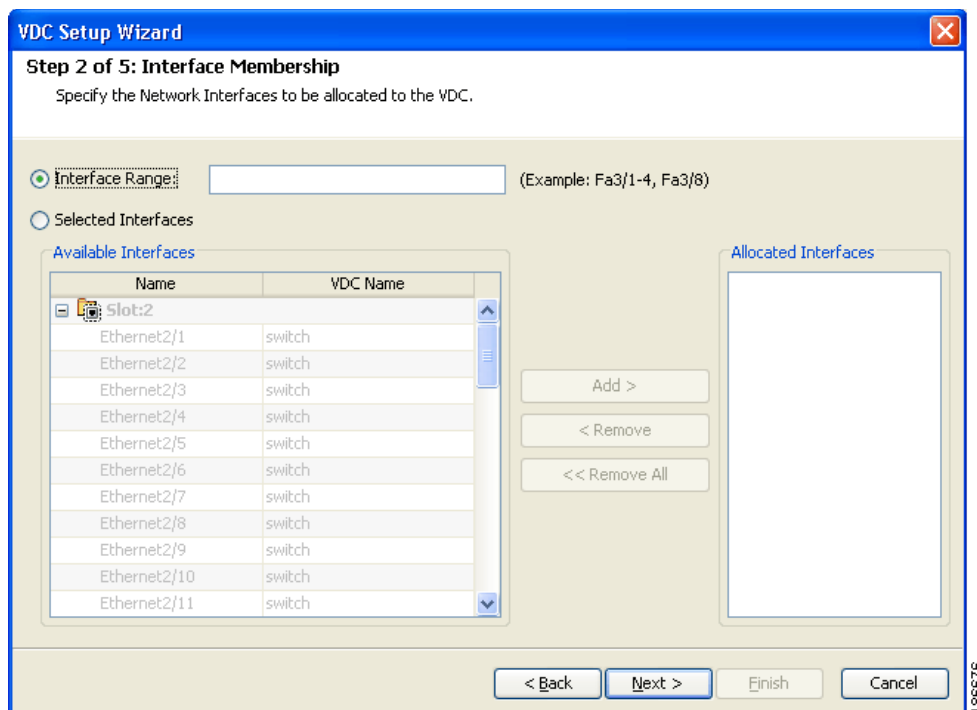 VDC Setup Wizard
Step 2 of 5: Interface Membership
Specify the Network Interfaces to be allocated to the VDC.
Interface Range: (Example: Fa3/1-4, Fa3/8)
Selected Interfaces
Available Interfaces
Allocated Interfaces
Name VDC Name
Slot:2
Ethernet2/1 switch
Ethernet2/2 switch
Ethernet2/3 switch
Ethernet2/4 switch
Ethernet2/5 switch
Ethernet2/6 switch
Ethernet2/7 switch
Ethernet2/8 switch
Ethernet2/9 switch
Ethernet2/10 switch
Ethernet2/11 switch
Add >
< Remove
<< Remove All
< Back Next > Finish Cancel